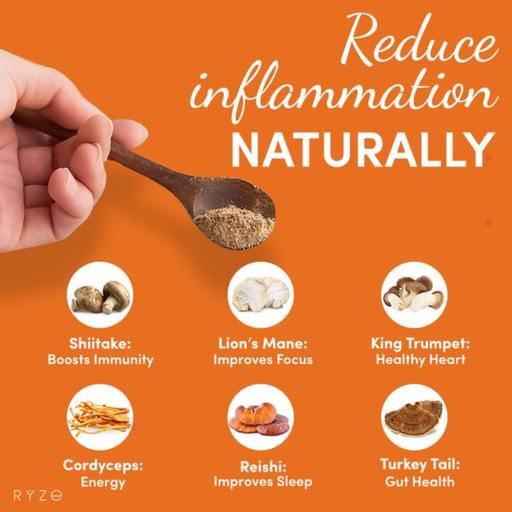 Reduce
inflammation
NATURALLY
Shiitake:
Boosts Immunity
Lion's Mane:
Improves Focus
King Trumpet:
Healthy Heart
Cordyceps:
Energy
Reishi:
Improves Sleep
Turkey Tail:
Gut Health
RYZE